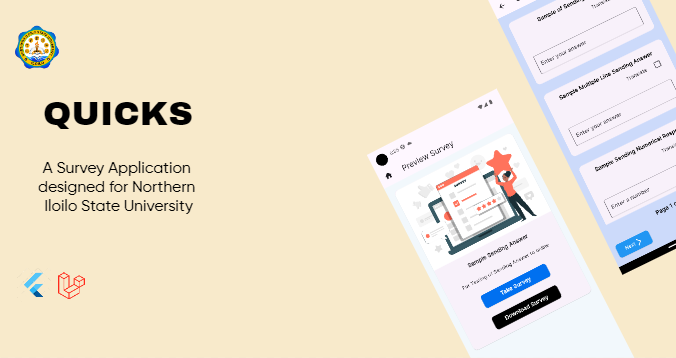 QUICKS
A Survey Application
designed for Northern
Iloilo State University
Preview Survey
SURVEY
Sample Sending Answer
For Testing of Sending Answer to online
Take Survey
Download Survey
Sample of Sending
Translate
Enter your answer
Sample Multiple Line Sending Answer
Translate
Enter your answer
Sample Sending Numerical
Enter a number
Page 1
Next